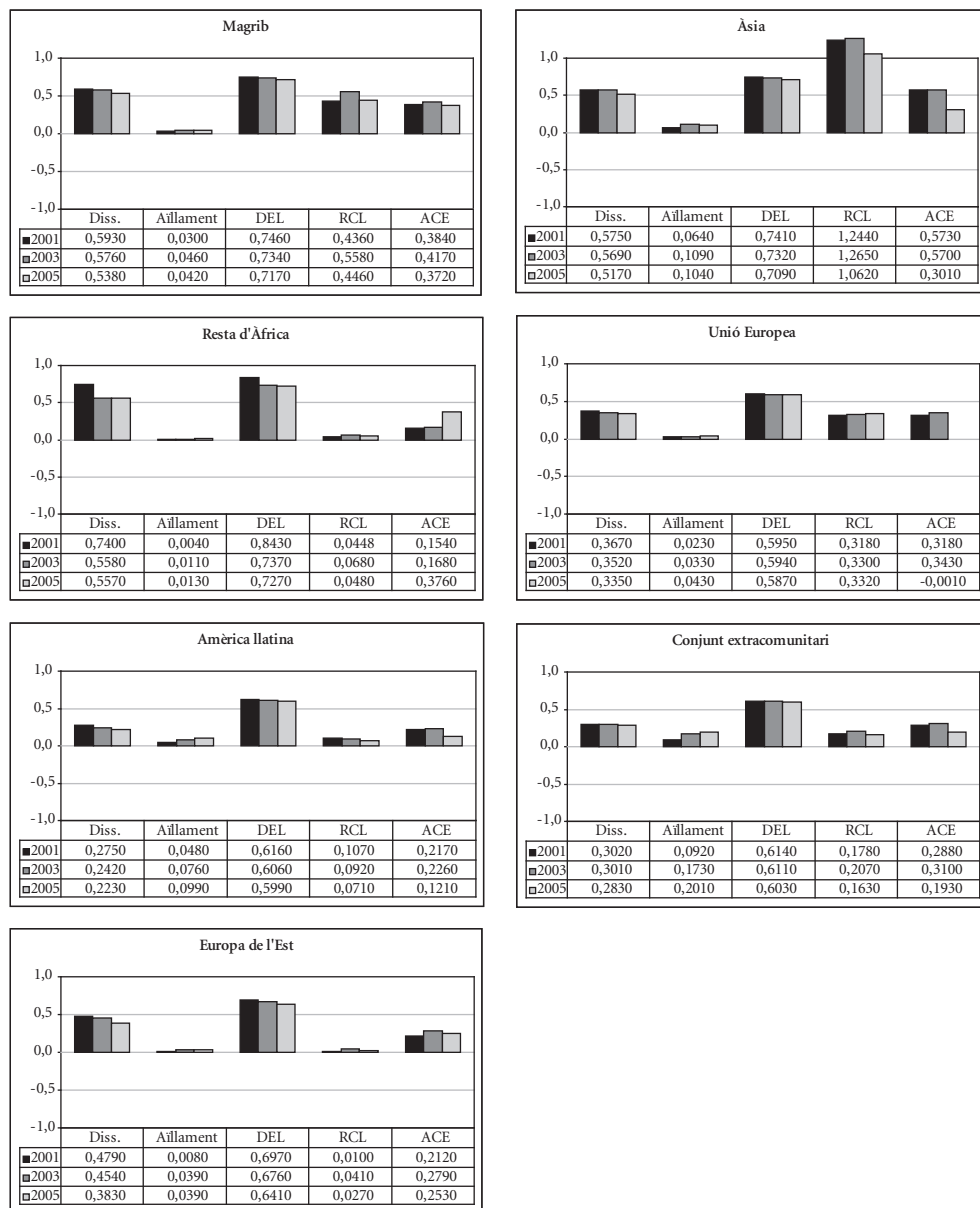 Magrib
1,0
0,5
0,0
-0,5
-1,0
Diss. Aïllament DEL RCL ACE
2001 0,5930 0,0300 0,7460 0,4360 0,3840
2003 0,5760 0,0460 0,7340 0,5580 0,4170
2005 0,5380 0,0420 0,7170 0,4460 0,3720
Àsia
1,0
0,5
0,0
-0,5
-1,0
Diss. Aïllament DEL RCL ACE
2001 0,5750 0,0640 0,7410 1,2440 0,5730
2003 0,5690 0,1090 0,7320 1,2650 0,5700
2005 0,5170 0,1040 0,7090 1,0620 0,3010
Resta d'Àfrica
1,0
0,5
0,0
-0,5
-1,0
Diss. Aïllament DEL RCL ACE
2001 0,7400 0,0040 0,8430 0,0448 0,1540
2003 0,5580 0,0110 0,7370 0,0680 0,1680
2005 0,5570 0,0130 0,7270 0,0480 0,3760
Unió Europea
1,0
0,5
0,0
-0,5
-1,0
Diss. Aïllament DEL RCL ACE
2001 0,3670 0,0230 0,5950 0,3180 0,3180
2003 0,3520 0,0330 0,5940 0,3300 0,3430
2005 0,3350 0,0430 0,5870 0,3320 -0,0010
Amèrica llatina
1,0
0,5
0,0
-0,5
-1,0
Diss. Aïllament DEL RCL ACE
2001 0,2750 0,0480 0,6160 0,1070 0,2170
2003 0,2420 0,0760 0,6060 0,0920 0,2260
2005 0,2230 0,0990 0,5990 0,0710 0,1210
Conjunt extracomunitari
1,0
0,5
0,0
-0,5
-1,0
Diss. Aïllament DEL RCL ACE
2001 0,3020 0,0920 0,6140 0,1780 0,2880
2003 0,3010 0,1730 0,6110 0,2070 0,3100
2005 0,2830 0,2010 0,6030 0,1630 0,1930
Europa de l'Est
1,0
0,5
0,0
-0,5
-1,0
Diss. Aïllament DEL RCL ACE
2001 0,4790 0,0080 0,6970 0,0100 0,2120
2003 0,4540 0,0390 0,6760 0,0410 0,2790
2005 0,3830 0,0390 0,6410 0,0270 0,2530